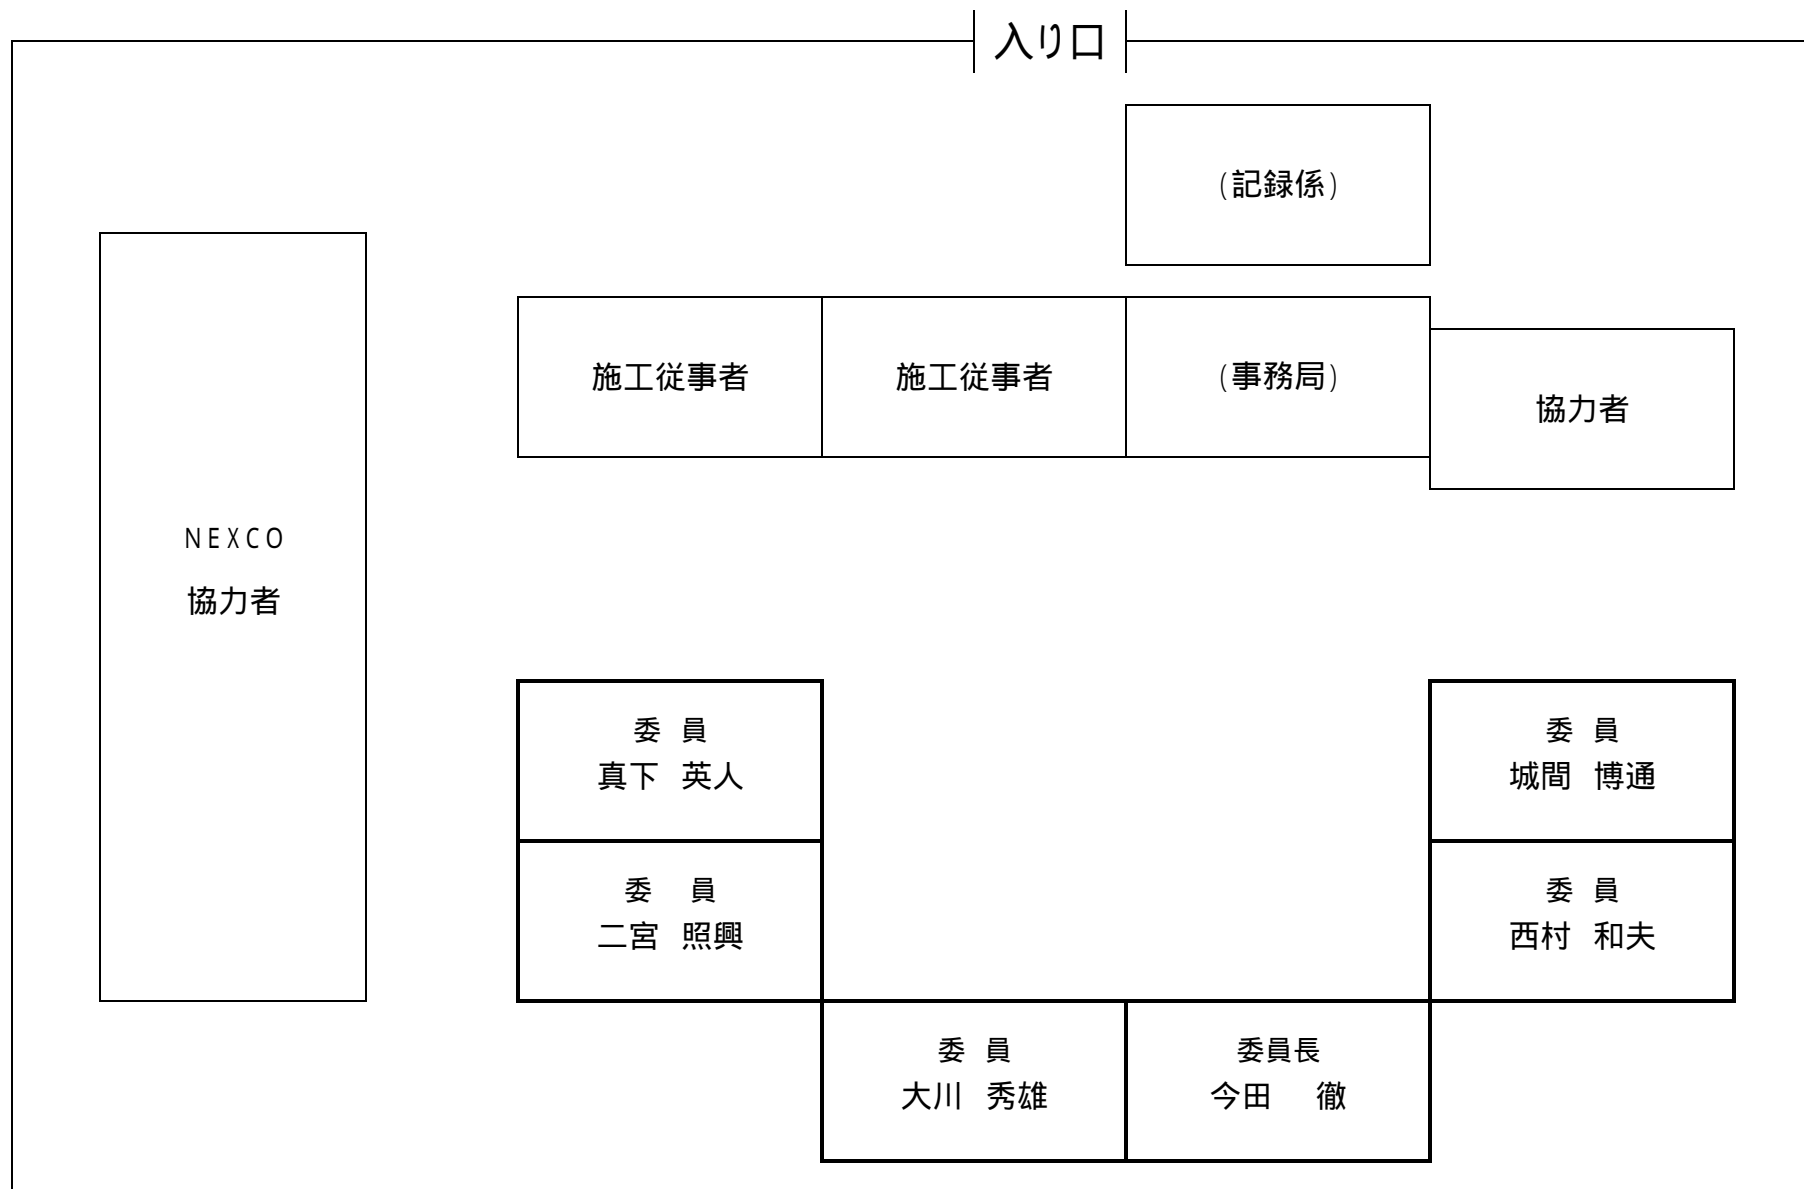 入り口
(記録係)
施工従事者
施工従事者
(事務局)
協力者
NEXCO
協力者
委 員
真下 英人
委 員
城間 博通
委 員
二宮 照興
委 員
西村 和夫
委 員
大川 秀雄
委員長
今田 徹